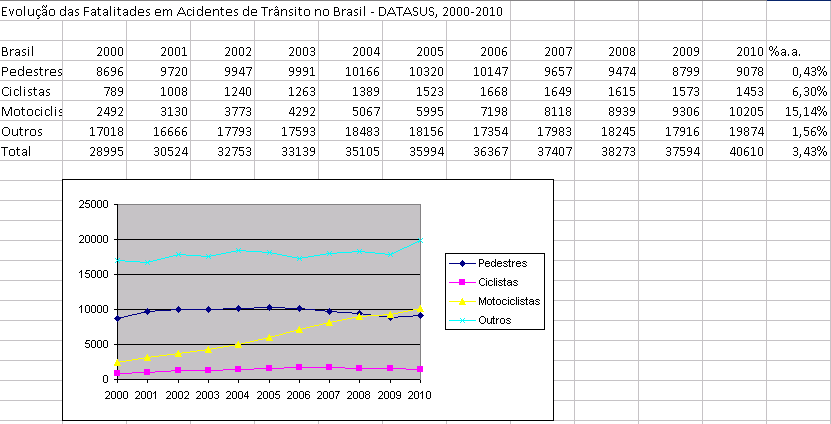 Evolução das Fatalitades em Acidentes de Trânsito no Brasil - DATASUS, 2000-2010
Brasil 2000 2001 2002 2003 2004 2005 2006 2007 2008 2009 2010 %a.a.
Pedestres 8696 9720 9947 9991 10166 10320 10147 9657 9474 8799 9078 0,43%
Ciclistas 789 1008 1240 1263 1389 1523 1668 1649 1615 1573 1453 6,30%
Motociclis 2492 3130 3773 4292 5067 5995 7198 8118 8939 9306 10205 15,14%
Outros 17018 16666 17793 17593 18483 18156 17354 17983 18245 17916 19874 1,56%
Total 28995 30524 32753 33139 35105 35994 36367 37407 38273 37594 40610 3,43%
25000
20000
15000
10000
5000
0
2000 2001 2002 2003 2004 2005 2006 2007 2008 2009 2010
Pedestres
Ciclistas
Motociclistas
Outros